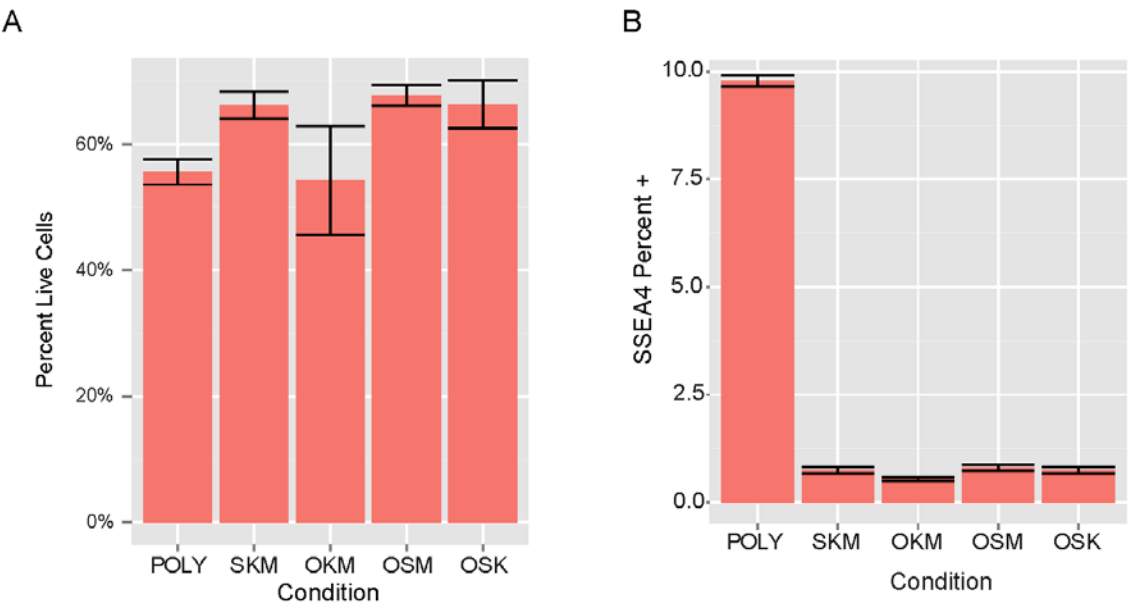 A
Percent Live Cells
60%
40%
20%
0%
POLY SKM OKM OSM OSK
Condition
B
SSEA4 Percent +
10.0
7.5
5.0
2.5
0.0
POLY SKM OKM OSM OSK
Condition